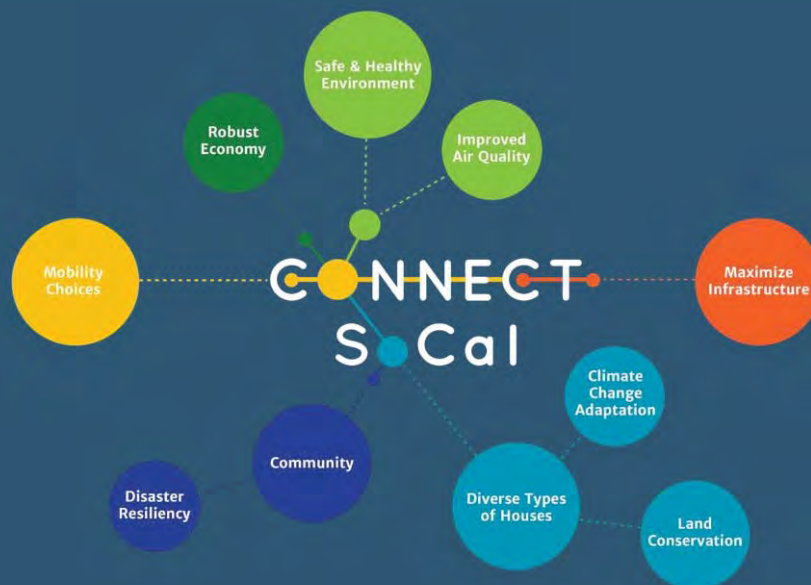 Safe & Healthy
Environment
Robust
Economy
Improved
Air Quality
Mobility
Choices
CONNECT
SoCal
Maximize
Infrastructure
Climate
Change
Adaptation
Community
Disaster
Resiliency
Diverse Types
of Houses
Land
Conservation